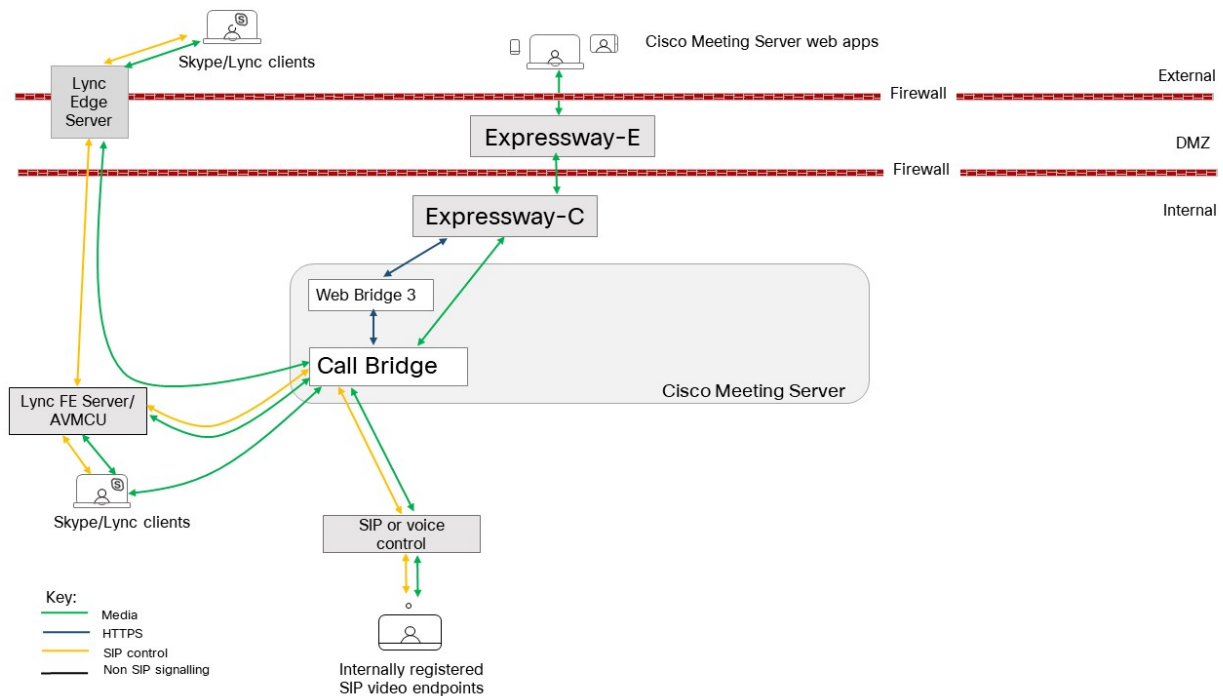 Skype/Lync clients
Cisco Meeting Server web apps
Lync
Edge
Server
External
Firewall
Expressway-E
DMZ
Firewall
Expressway-C
Internal
Web Bridge 3
Call Bridge
Cisco Meeting Server
Lync FE Server/
AVMCU
Skype/Lync clients
SIP or voice
control
Key:
Media
HTTPS
SIP control
Non SIP signalling
Internally registered
SIP video endpoints